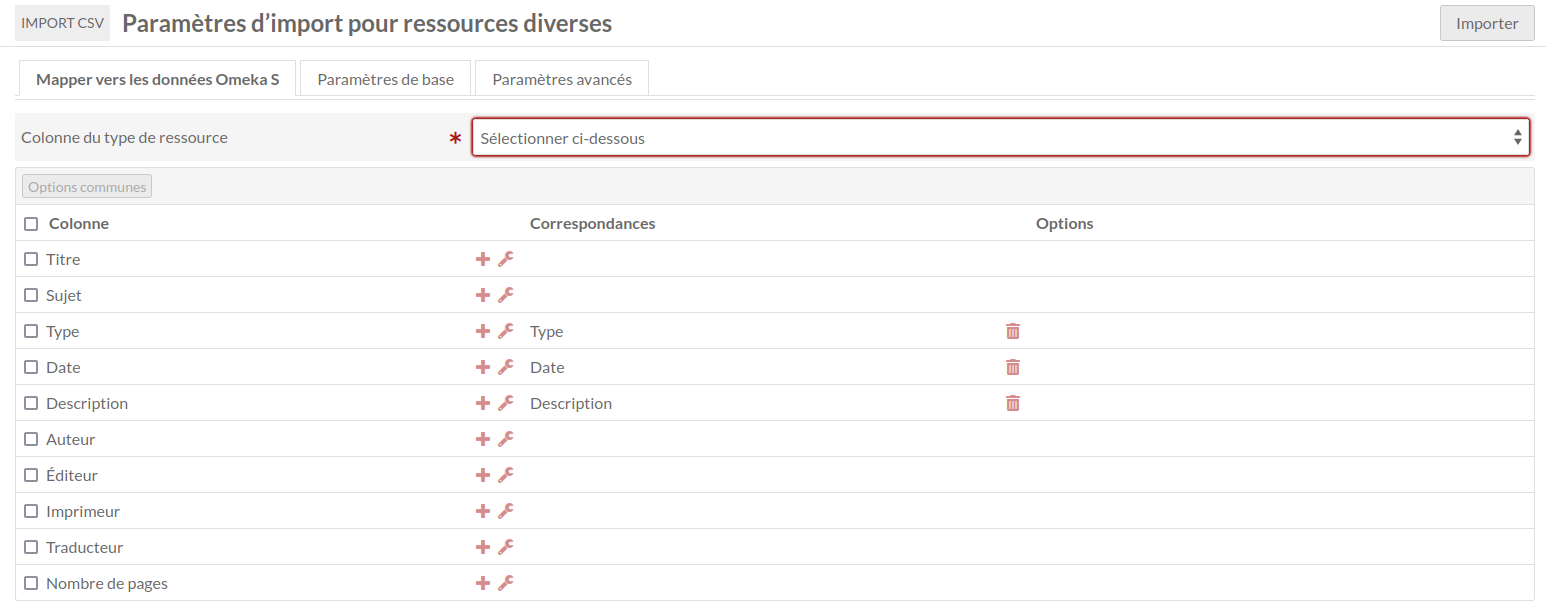 IMPORT CSV Paramètres d’import pour ressources diverses Importer
Mapper vers les données Omeka S Paramètres de base Paramètres avancés
Colonne du type de ressource * Sélectionner ci-dessous
Options communes
Colonne Correspondances Options
Titre
Sujet
Type Type
Date Date
Description Description
Auteur
Éditeur
Imprimeur
Traducteur
Nombre de pages